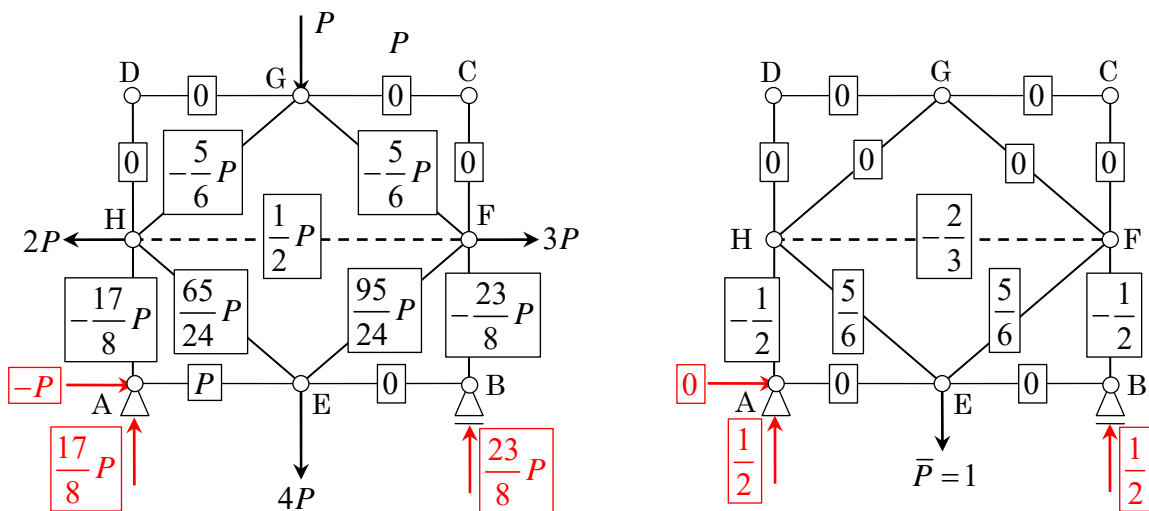 P
P
D G C
0 0
0 -5/6 P -5/6 P 0
H 1/2 P F
2P 3P
-17/8 P 65/24 P 95/24 P -23/8 P
-P P 0
A E B
17/8 P 23/8 P
4P
D G C
0 0
0 0 0 0
H -2/3 F
-1/2 5/6 5/6 -1/2
0 0 0
A E B
1/2 P̄=1 1/2